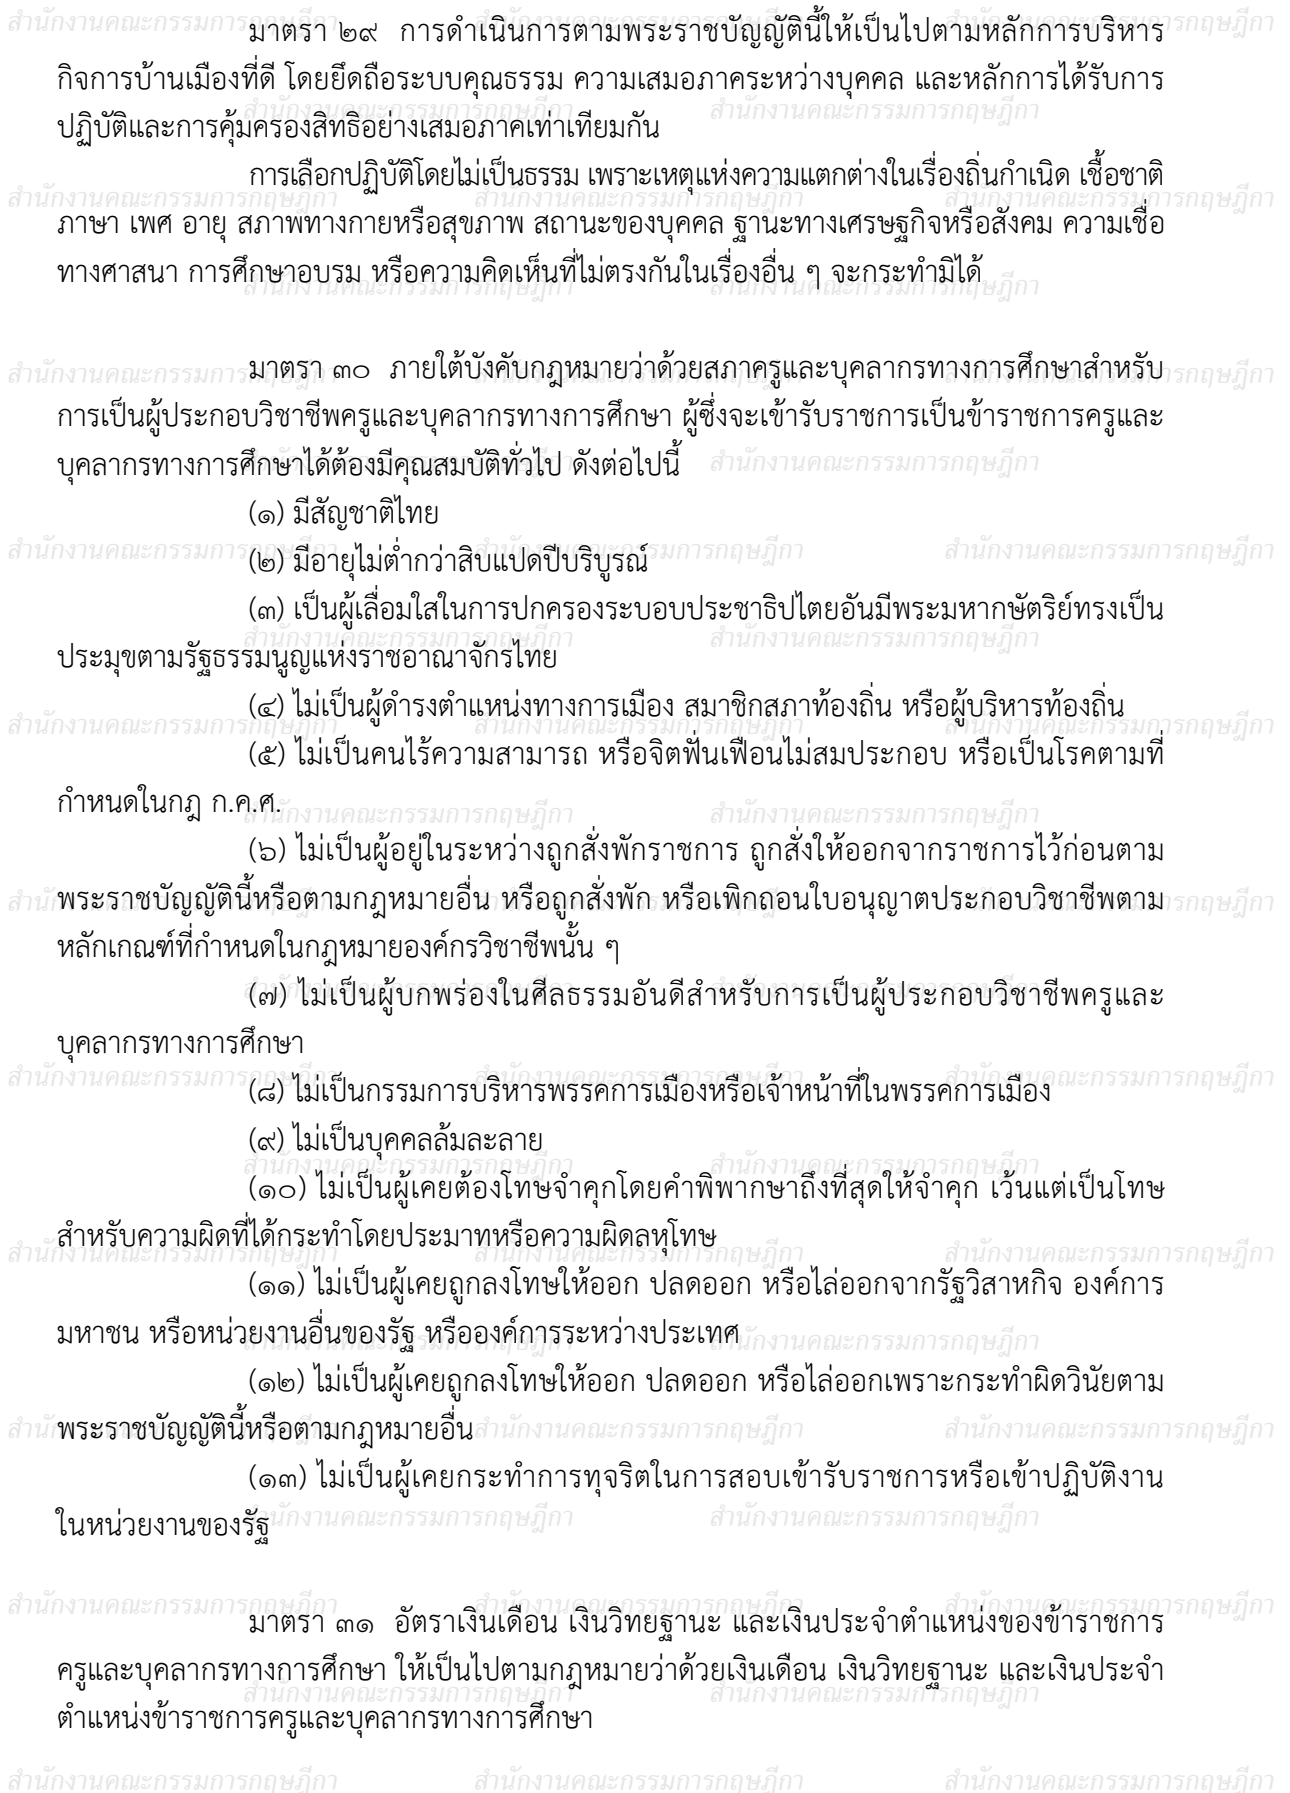 มาตรา ๒๙ การดำเนินการตามพระราชบัญญัตินี้ให้เป็นไปตามหลักการบริหาร
กิจการบ้านเมืองที่ดี โดยยึดถือระบบคุณธรรม ความเสมอภาคระหว่างบุคคล และหลักการได้รับการ
ปฏิบัติและการคุ้มครองสิทธิอย่างเสมอภาคเท่าเทียมกัน
การเลือกปฏิบัติโดยไม่เป็นธรรม เพราะเหตุแห่งความแตกต่างในเรื่องถิ่นกำเนิด เชื้อชาติ
ภาษา เพศ อายุ สภาพทางกายหรือสุขภาพ สถานะของบุคคล ฐานะทางเศรษฐกิจหรือสังคม ความเชื่อ
ทางศาสนา การศึกษาอบรม หรือความคิดเห็นที่ไม่ตรงกันในเรื่องอื่น ๆ จะกระทำมิได้
มาตรา ๓๐ ภายใต้บังคับกฎหมายว่าด้วยสภาครูและบุคลากรทางการศึกษาสำหรับ
การเป็นผู้ประกอบวิชาชีพครูและบุคลากรทางการศึกษา ผู้ซึ่งจะเข้ารับราชการเป็นข้าราชการครูและ
บุคลากรทางการศึกษาได้ต้องมีคุณสมบัติทั่วไป ดังต่อไปนี้
(๑) มีสัญชาติไทย
(๒) มีอายุไม่ต่ำกว่าสิบแปดปีบริบูรณ์
(๓) เป็นผู้เลื่อมใสในการปกครองระบอบประชาธิปไตยอันมีพระมหากษัตริย์ทรงเป็น
ประมุขตามรัฐธรรมนูญแห่งราชอาณาจักรไทย
(๔) ไม่เป็นผู้ดำรงตำแหน่งทางการเมือง สมาชิกสภาท้องถิ่น หรือผู้บริหารท้องถิ่น
(๕) ไม่เป็นคนไร้ความสามารถ หรือจิตฟั่นเฟือนไม่สมประกอบ หรือเป็นโรคตามที่
กำหนดในกฎ ก.ค.ศ.
(๖) ไม่เป็นผู้อยู่ในระหว่างถูกสั่งพักราชการ ถูกสั่งให้ออกจากราชการไว้ก่อนตาม
พระราชบัญญัตินี้หรือตามกฎหมายอื่น หรือถูกสั่งพัก หรือเพิกถอนใบอนุญาตประกอบวิชาชีพตาม
หลักเกณฑ์ที่กำหนดในกฎหมายองค์กรวิชาชีพนั้น ๆ
(๗) ไม่เป็นผู้บกพร่องในศีลธรรมอันดีสำหรับการเป็นผู้ประกอบวิชาชีพครูและ
บุคลากรทางการศึกษา
(๘) ไม่เป็นกรรมการบริหารพรรคการเมืองหรือเจ้าหน้าที่ในพรรคการเมือง
(๙) ไม่เป็นบุคคลล้มละลาย
(๑๐) ไม่เป็นผู้เคยต้องโทษจำคุกโดยคำพิพากษาถึงที่สุดให้จำคุก เว้นแต่เป็นโทษ
สำหรับความผิดที่ได้กระทำโดยประมาทหรือความผิดลหุโทษ
(๑๑) ไม่เป็นผู้เคยถูกลงโทษให้ออก ปลดออก หรือไล่ออกจากรัฐวิสาหกิจ องค์การ
มหาชน หรือหน่วยงานอื่นของรัฐ หรือองค์การระหว่างประเทศ
(๑๒) ไม่เป็นผู้เคยถูกลงโทษให้ออก ปลดออก หรือไล่ออกเพราะกระทำผิดวินัยตาม
พระราชบัญญัตินี้หรือตามกฎหมายอื่น
(๑๓) ไม่เป็นผู้เคยกระทำการทุจริตในการสอบเข้ารับราชการหรือเข้าปฏิบัติงาน
ในหน่วยงานของรัฐ
มาตรา ๓๑ อัตราเงินเดือน เงินวิทยฐานะ และเงินประจำตำแหน่งของข้าราชการ
ครูและบุคลากรทางการศึกษา ให้เป็นไปตามกฎหมายว่าด้วยเงินเดือน เงินวิทยฐานะ และเงินประจำ
ตำแหน่งข้าราชการครูและบุคลากรทางการศึกษา
สำนักงานคณะกรรมการกฤษฎีกา สำนักงานคณะกรรมการกฤษฎีกา สำนักงานคณะกรรมการกฤษฎีกา